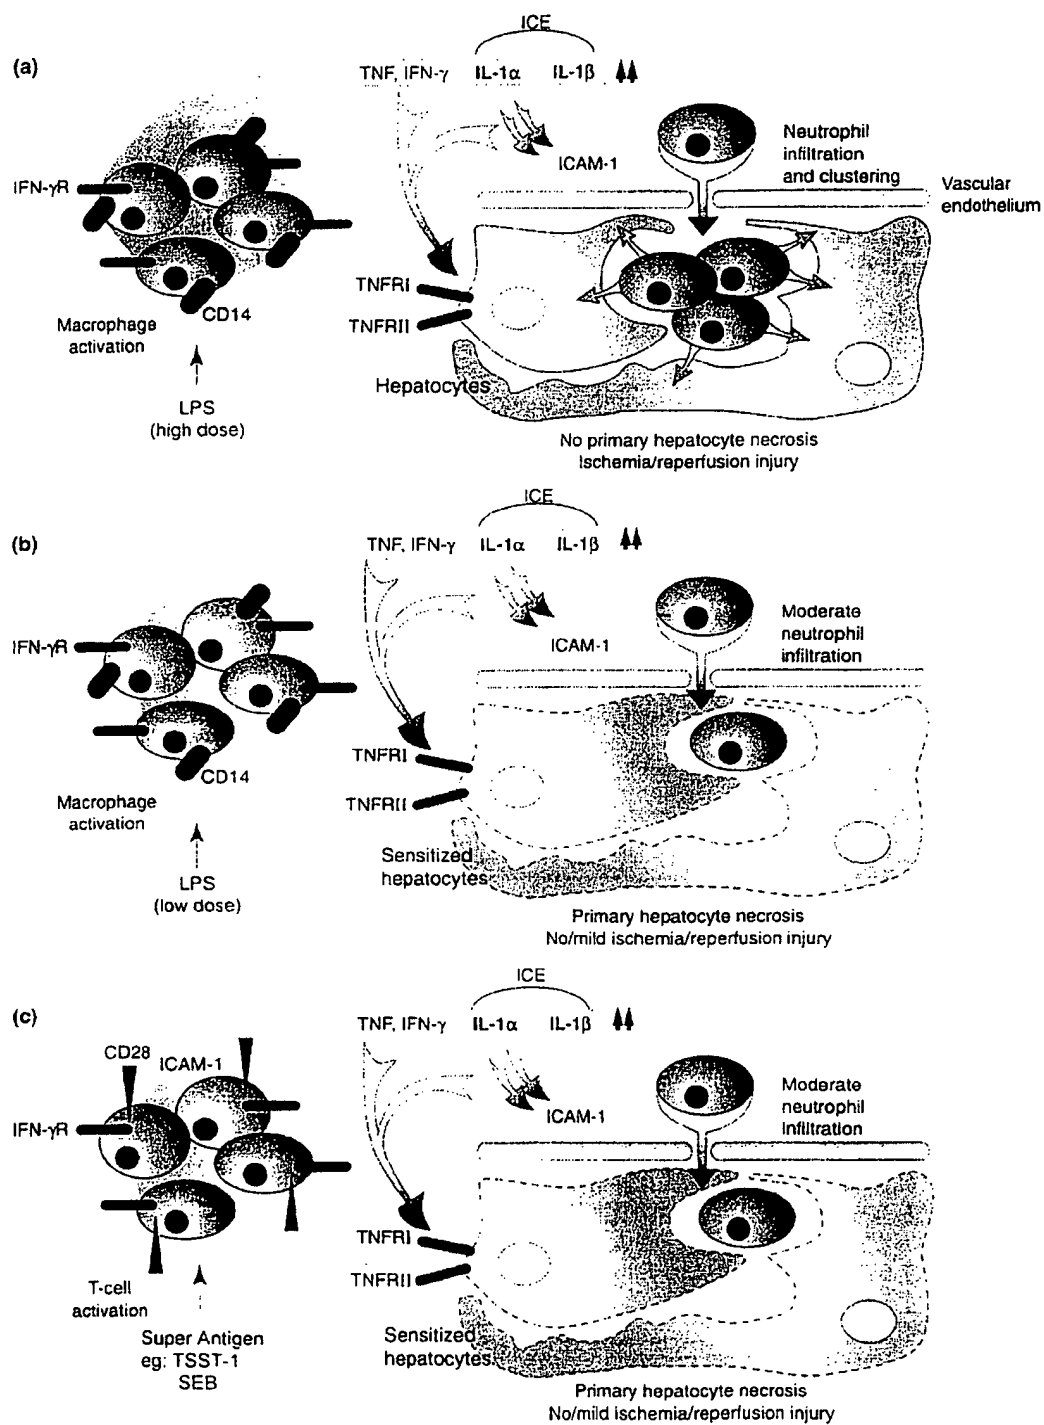 (a)
ICE
TNF, IFN-γ IL-1α IL-1β
ICAM-1
Neutrophil
infiltration
and clustering
Vascular
endothelium
IFN-γR
CD14
Macrophage
activation
LPS
(high dose)
TNFRI
TNFRII
Hepatocytes
No primary hepatocyte necrosis
Ischemia/reperfusion injury
(b)
ICE
TNF, IFN-γ IL-1α IL-1β
ICAM-1
Moderate
neutrophil
infiltration
IFN-γR
CD14
Macrophage
activation
LPS
(low dose)
TNFRI
TNFRII
Sensitized
hepatocytes
Primary hepatocyte necrosis
No/mild ischemia/reperfusion injury
(c)
ICE
TNF, IFN-γ IL-1α IL-1β
ICAM-1
Moderate
neutrophil
infiltration
CD28
ICAM-1
IFN-γR
T-cell
activation
Super Antigen
eg: TSST-1
SEB
TNFRI
TNFRII
Sensitized
hepatocytes
Primary hepatocyte necrosis
No/mild ischemia/reperfusion injury